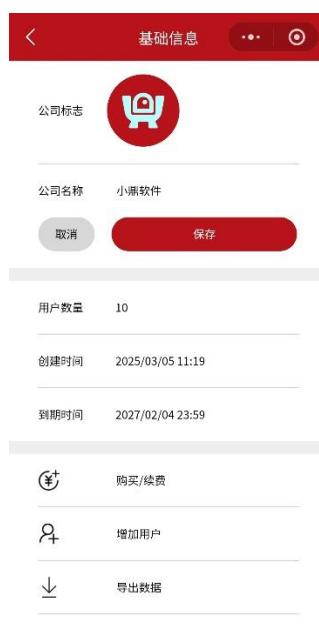 基础信息
公司标志
公司名称 小鼎软件
取消 保存
用户数量 10
创建时间 2025/03/05 11:19
到期时间 2027/02/04 23:59
购买/续费
增加用户
导出数据